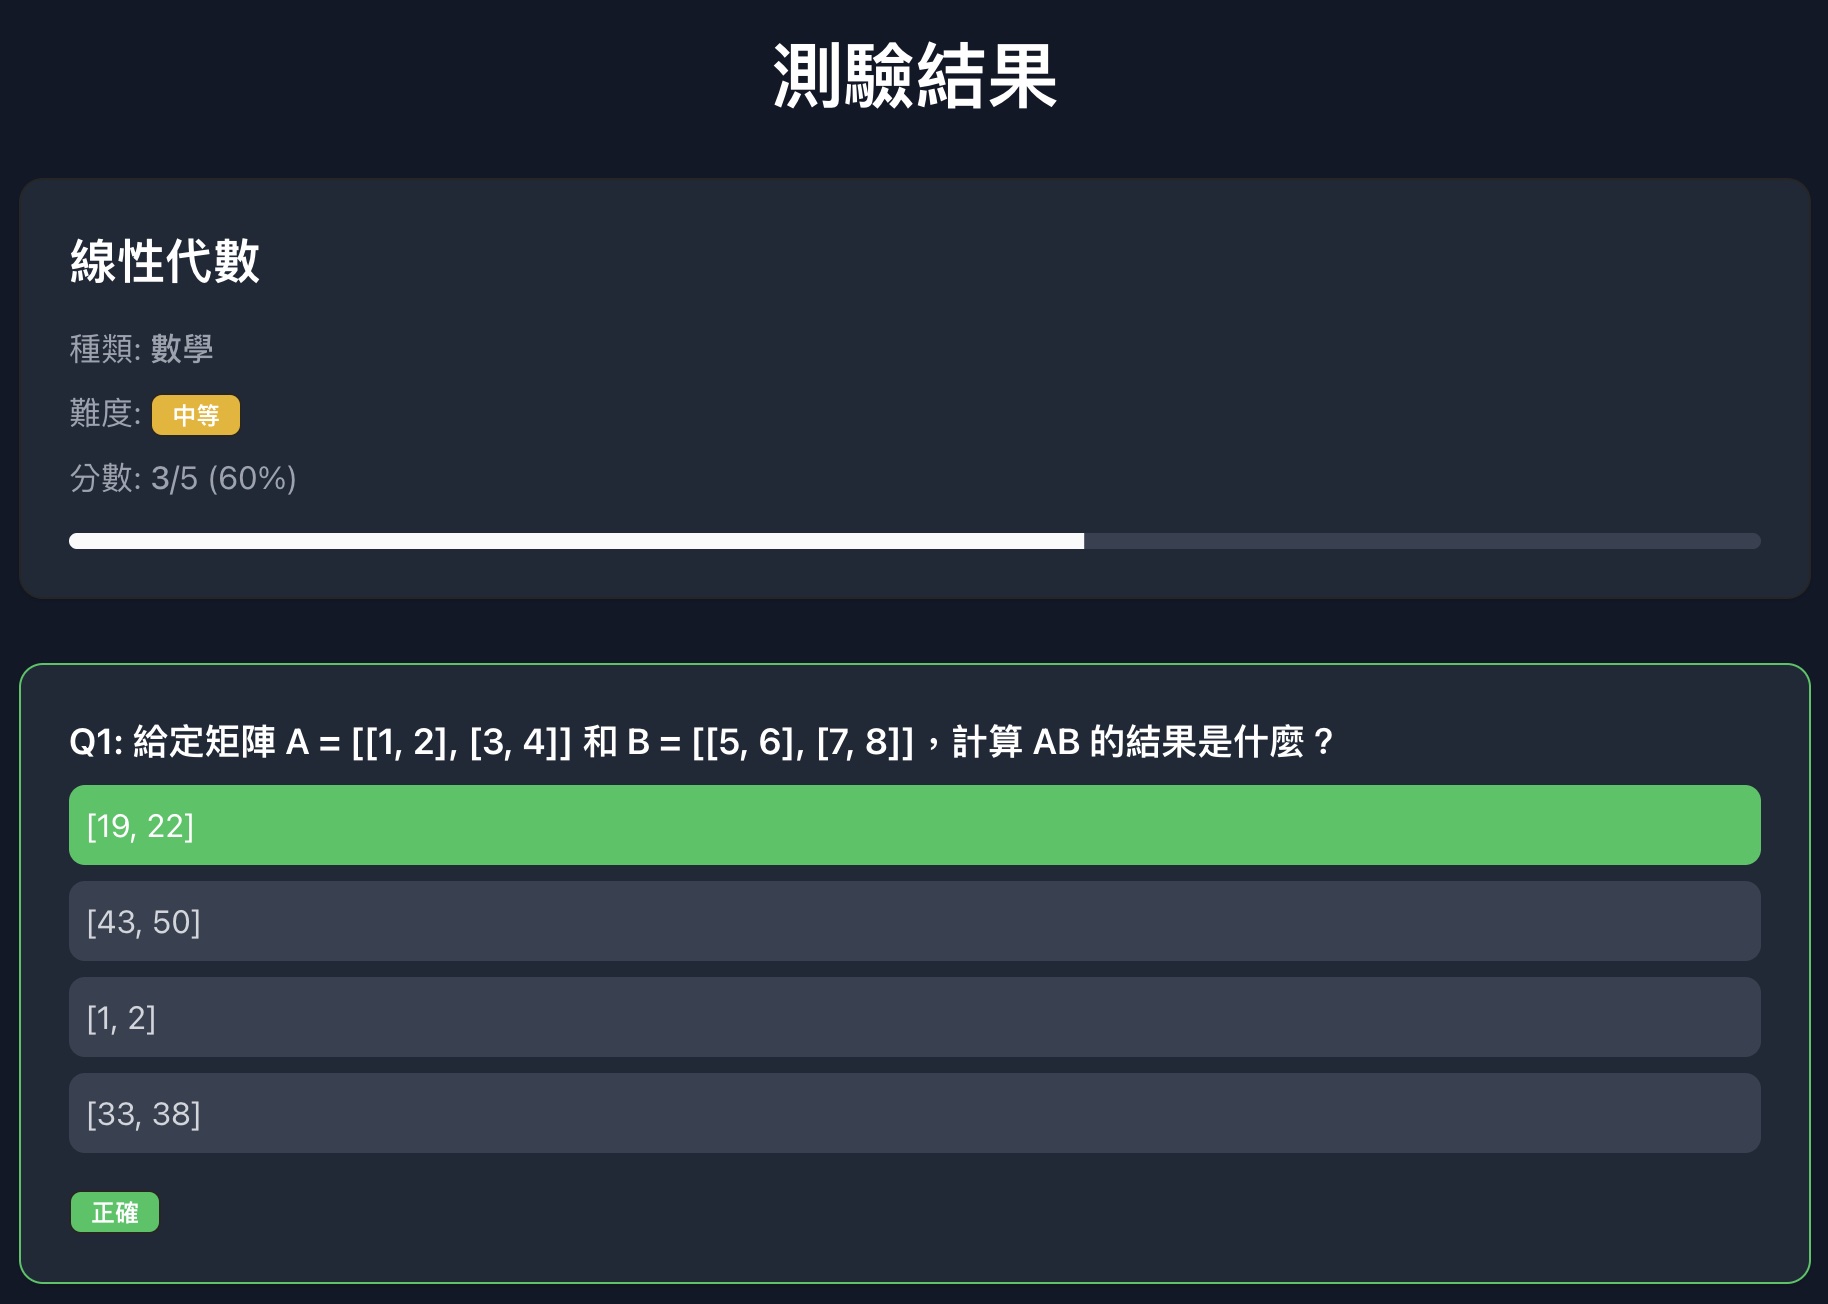 測驗結果
線性代數
種類: 數學
難度: 中等
分數: 3/5 (60%)
Q1: 給定矩陣 A = [[1, 2], [3, 4]] 和 B = [[5, 6], [7, 8]]，計算 AB 的結果是什麼？
[19, 22]
[43, 50]
[1, 2]
[33, 38]
正確